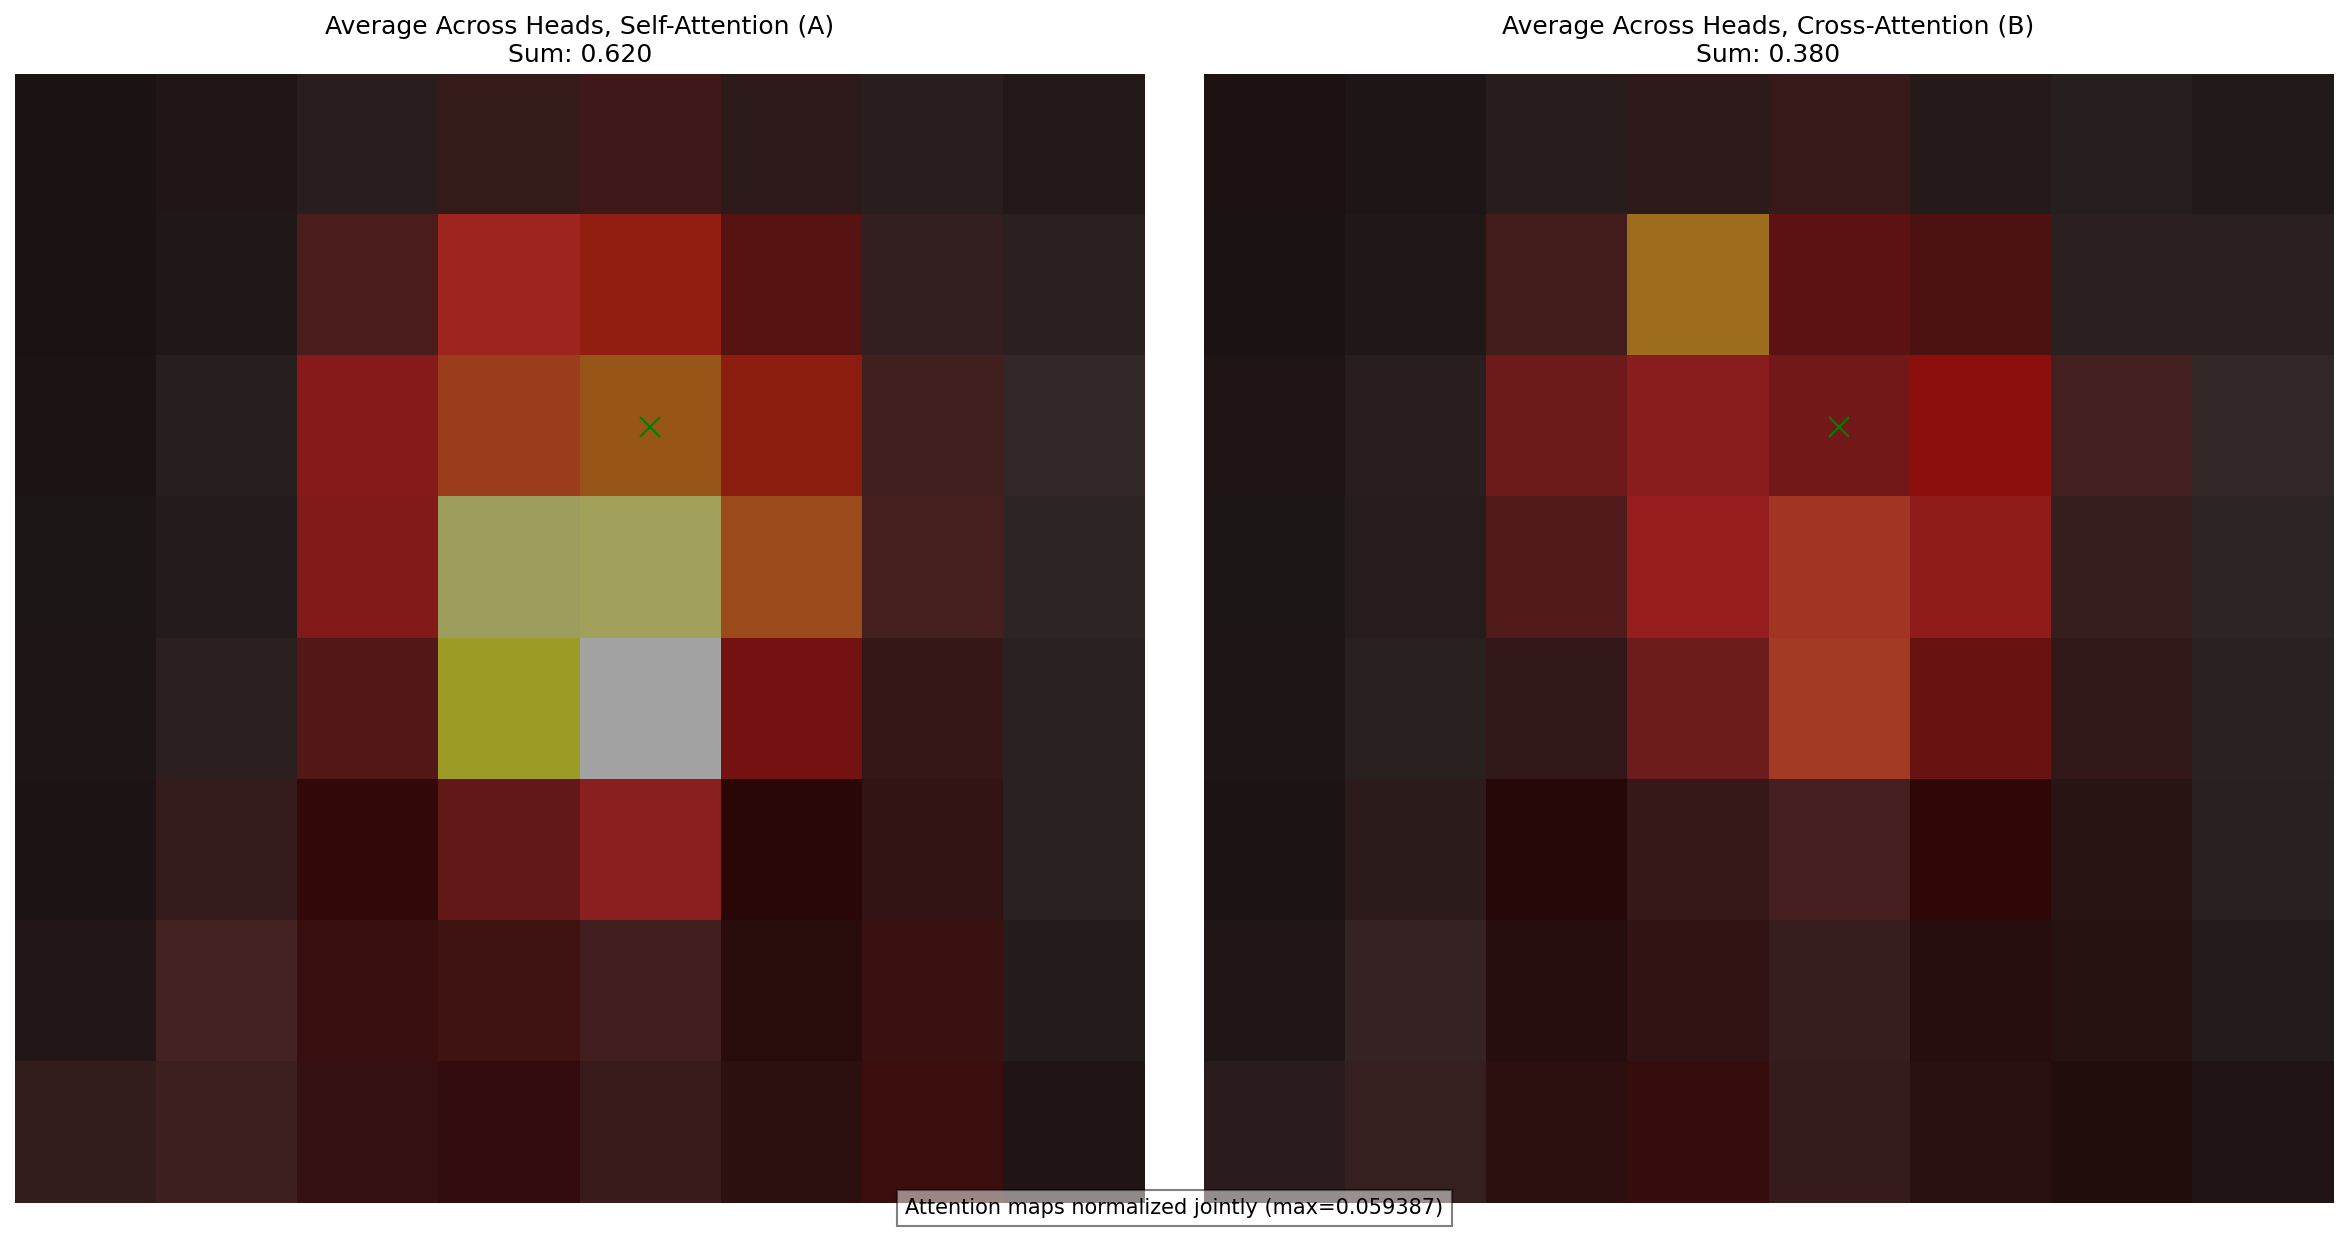 Average Across Heads, Self-Attention (A)
Sum: 0.620
Average Across Heads, Cross-Attention (B)
Sum: 0.380
Attention maps normalized jointly (max=0.059387)